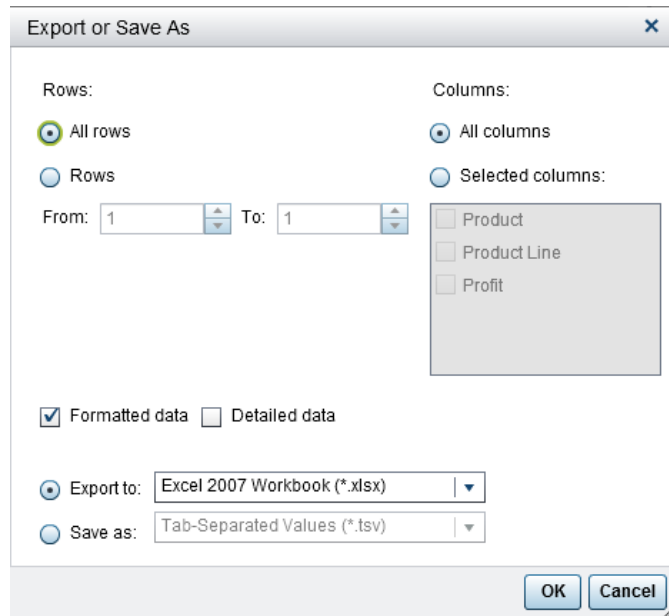 Export or Save As
Rows:
Columns:
All rows
All columns
Rows
Selected columns:
From: 1 To: 1
Product
Product Line
Profit
Formatted data Detailed data
Export to: Excel 2007 Workbook (*.xlsx)
Save as: Tab-Separated Values (*.tsv)
OK Cancel